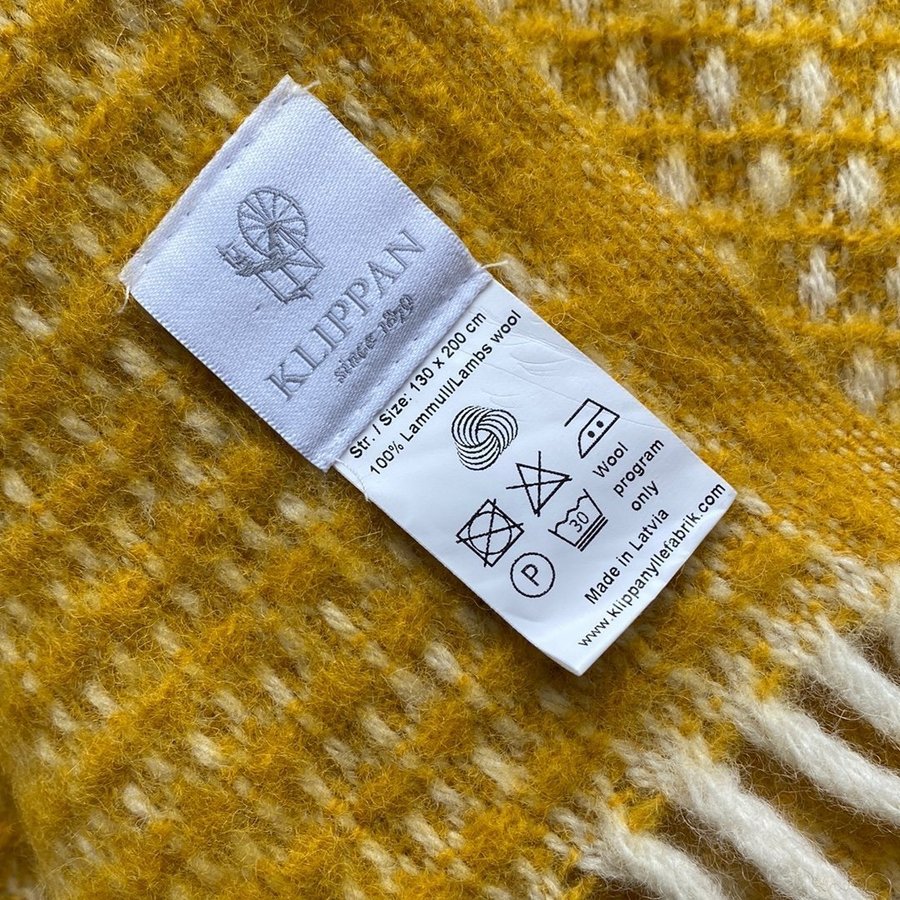 KLIPPAN
since 1879
Str. / Size: 130 x 200 cm
100% Lammull/Lambs wool
Wool
program
only
30
P
Made in Latvia
www.klippanyllefabrik.com